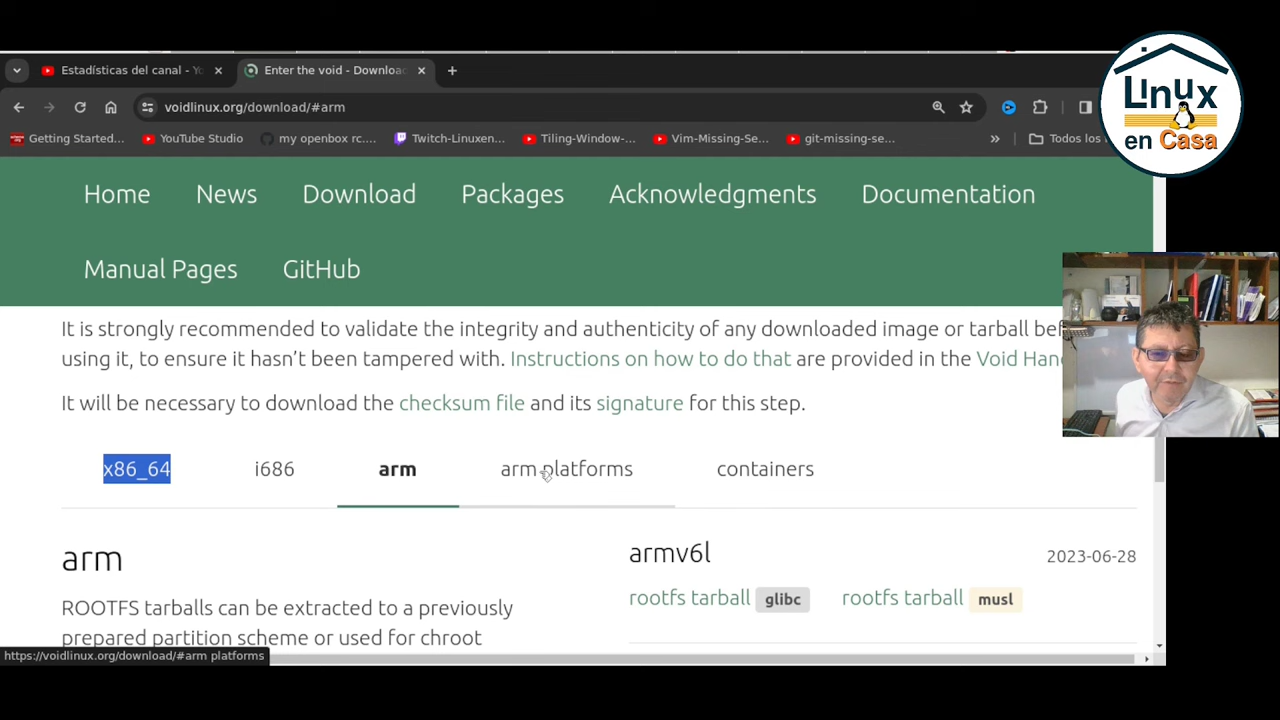 Estadísticas del canal - Yo
Enter the void - Downloa
voidlinux.org/download/#arm
Getting Started...
YouTube Studio
my openbox rc....
Twitch-Linuxen...
Tiling-Window-...
Vim-Missing-Se...
git-missing-se...
»
Todos los
Linux
en Casa
Home
News
Download
Packages
Acknowledgments
Documentation
Manual Pages
GitHub
It is strongly recommended to validate the integrity and authenticity of any downloaded image or tarball bef
using it, to ensure it hasn't been tampered with. Instructions on how to do that are provided in the Void Han
It will be necessary to download the checksum file and its signature for this step.
x86_64
i686
arm
arm platforms
containers
arm
ROOTFS tarballs can be extracted to a previously
prepared partition scheme or used for chroot
armv6l
2023-06-28
rootfs tarball glibc
rootfs tarball musl
https://voidlinux.org/download/#arm platforms